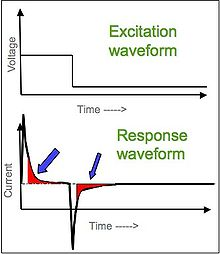 Excitation
waveform
Voltage
Time ----->
Response
waveform
Current
Time ----->